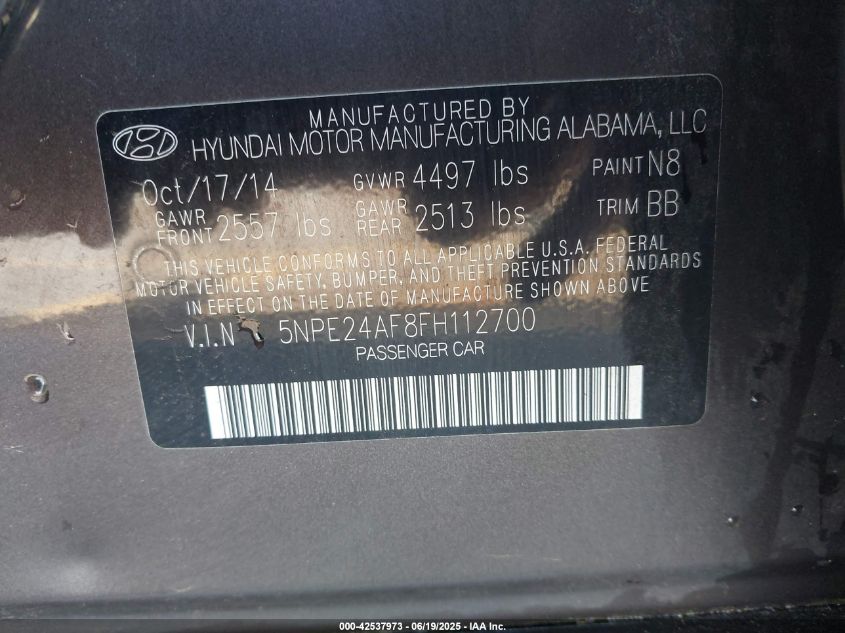 MANUFACTURED BY
HYUNDAI MOTOR MANUFACTURING ALABAMA, LLC
Oct/17/14 GVWR 4497 lbs PAINT N8
GAWR FRONT 2557 lbs GAWR REAR 2513 lbs TRIM BB
THIS VEHICLE CONFORMS TO ALL APPLICABLE U.S.A. FEDERAL
MOTOR VEHICLE SAFETY, BUMPER, AND THEFT PREVENTION STANDARDS
IN EFFECT ON THE DATE OF MANUFACTURE SHOWN ABOVE.
V.I.N 5NPE24AF8FH112700
PASSENGER CAR
000-42537973 - 06/19/2025 - IAA Inc.